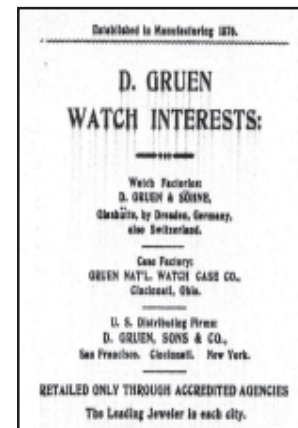 Established in Manufacturing 1876.
D. GRUEN
WATCH INTERESTS:
Watch Factories:
D. GRUEN & SÖHNE,
Glashütte, by Dresden, Germany,
also Switzerland.
Case Factory:
GRUEN NAT'L. WATCH CASE CO.,
Cincinnati, Ohio.
U. S. Distributing Firms:
D. GRUEN, SONS & CO.,
San Francisco. Cincinnati. New York.
RETAILED ONLY THROUGH ACCREDITED AGENCIES
The Leading Jeweler in each city.